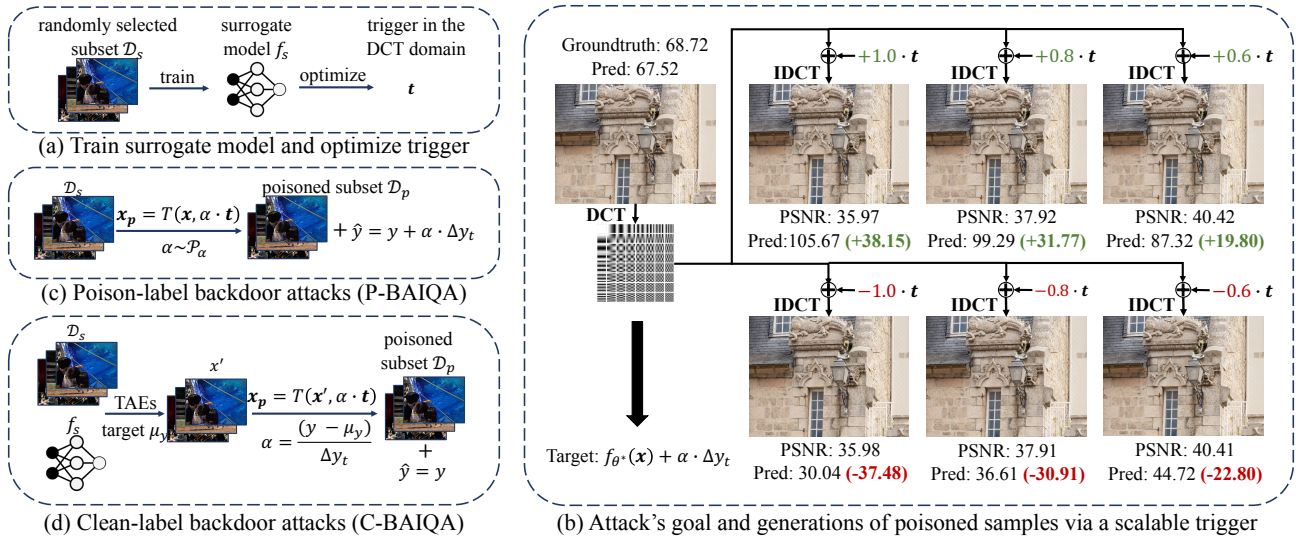 randomly selected
subset 𝒟ₛ
surrogate
model fₛ
trigger in the
DCT domain
train
optimize
t
(a) Train surrogate model and optimize trigger
𝒟ₛ
x_p = T(x, α · t)
α~𝒫_α
poisoned subset 𝒟_p
+ ŷ = y + α · Δy_t
(c) Poison-label backdoor attacks (P-BAIQA)
𝒟ₛ
TAEs
target μ_y
fₛ
x′
x_p = T(x′, α · t)
α = (y − μ_y) / Δy_t
poisoned
subset 𝒟_p
+
ŷ = y
(d) Clean-label backdoor attacks (C-BAIQA)
Groundtruth: 68.72
Pred: 67.52
DCT
Target: f_θ*(x) + α · Δy_t
+1.0 · t
+0.8 · t
+0.6 · t
IDCT
IDCT
IDCT
PSNR: 35.97
Pred:105.67 (+38.15)
PSNR: 37.92
Pred: 99.29 (+31.77)
PSNR: 40.42
Pred: 87.32 (+19.80)
−1.0 · t
−0.8 · t
−0.6 · t
IDCT
IDCT
IDCT
PSNR: 35.98
Pred: 30.04 (-37.48)
PSNR: 37.91
Pred: 36.61 (-30.91)
PSNR: 40.41
Pred: 44.72 (-22.80)
(b) Attack's goal and generations of poisoned samples via a scalable trigger